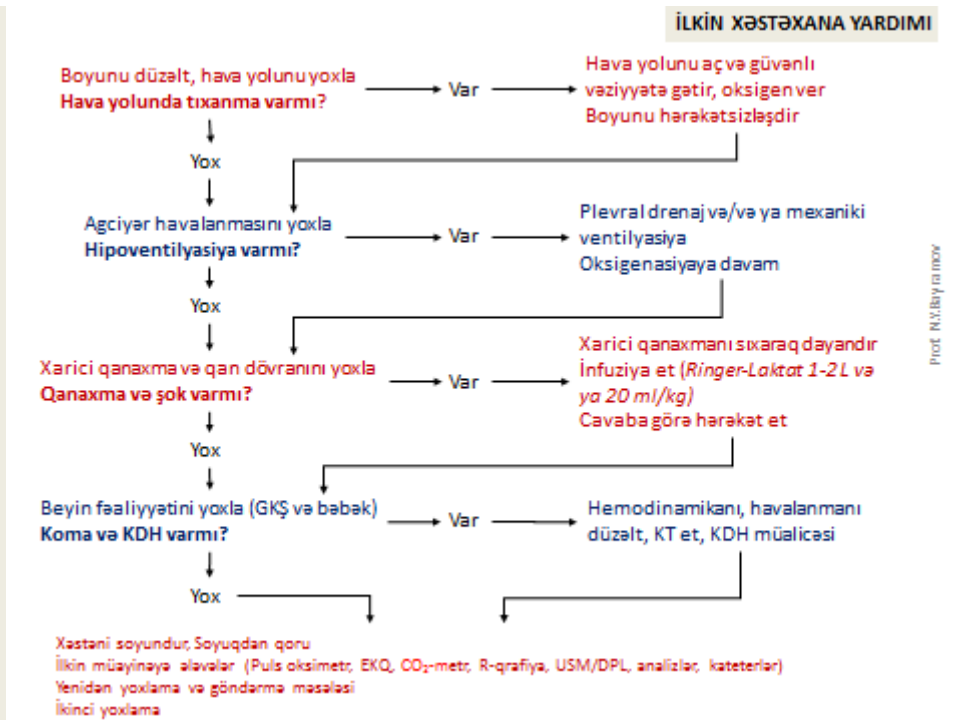 İLKİN XƏSTƏXANA YARDIMI
Boyunu düzəlt, hava yolunu yoxla
Hava yolunda tıxanma varmı?
Var
Hava yolunu aç və güvənli
vəziyyətə gətir, oksigen ver
Boyunu hərəkətsizləşdir
Yox
Agciyər havalanmasını yoxla
Hipoventilyasiya varmı?
Var
Plevral drenaj və/və ya mexaniki
ventilyasiya
Oksigenasiyaya davam
Yox
Xarici qanaxma və qan dövranını yoxla
Qanaxma və şok varmı?
Var
Xarici qanaxmanı sıxaraq dayandır
İnfuziya et (Ringer-Laktat 1-2L və
ya 20 ml/kg)
Cavaba görə hərəkət et
Yox
Beyin fəaliyyətini yoxla (GKŞ və bəbək)
Koma və KDH varmı?
Var
Hemodinamikanı, havalanmanı
düzəlt, KT et, KDH müalicəsi
Yox
Xəstəni soyundur, Soyuqdan qoru
İlkin müayinəyə əlavələr (Puls oksimetr, EKQ, CO₂-metr, R-qrafiya, USM/DPL, analizlər, kateterlər)
Yenidən yoxlama və göndərmə məsələsi
İkinci yoxlama
Prof. N.Y.Bayramov